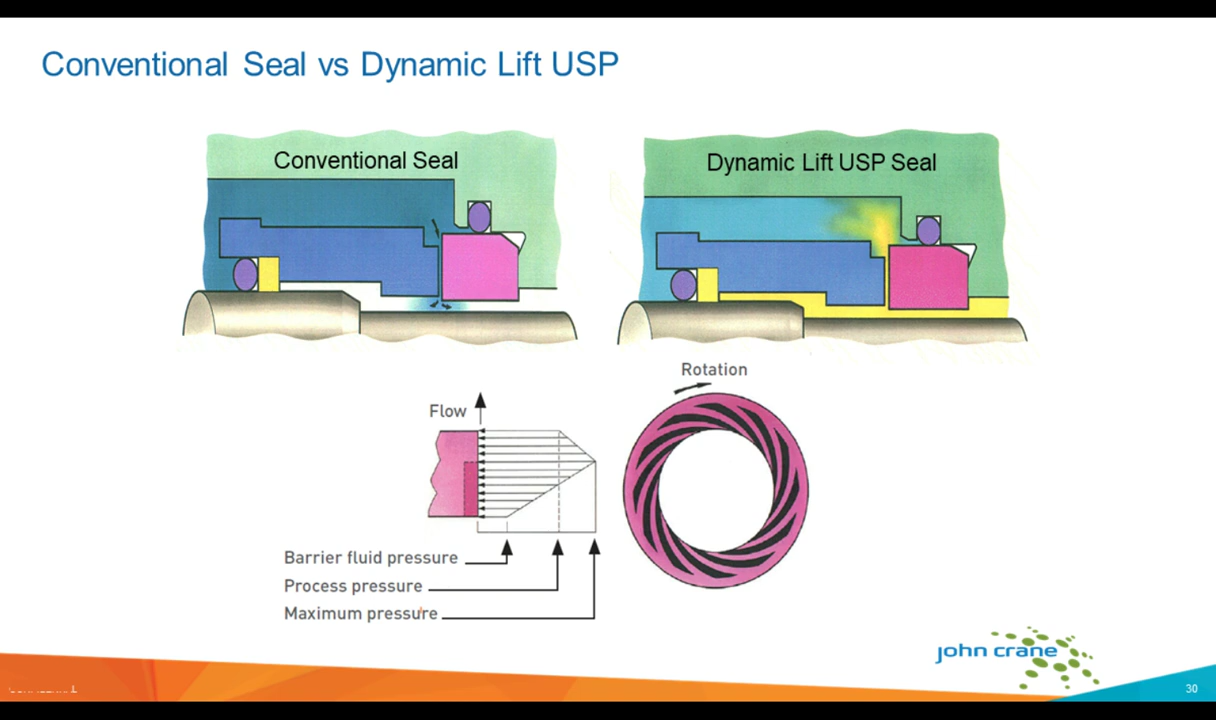 Conventional Seal vs Dynamic Lift USP
Conventional Seal
Dynamic Lift USP Seal
Rotation
Flow
Barrier fluid pressure
Process pressure
Maximum pressure
john crane
30